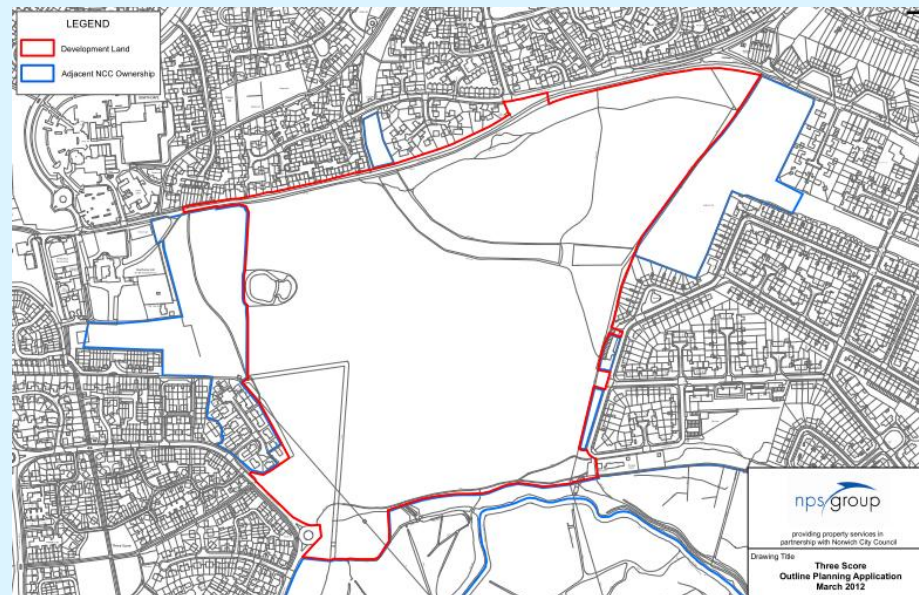 LEGEND
Development Land
Adjacent NCC Ownership
nps group
providing property services in
partnership with Norwich City Council
Drawing Title
Three Score
Outline Planning Application
March 2012